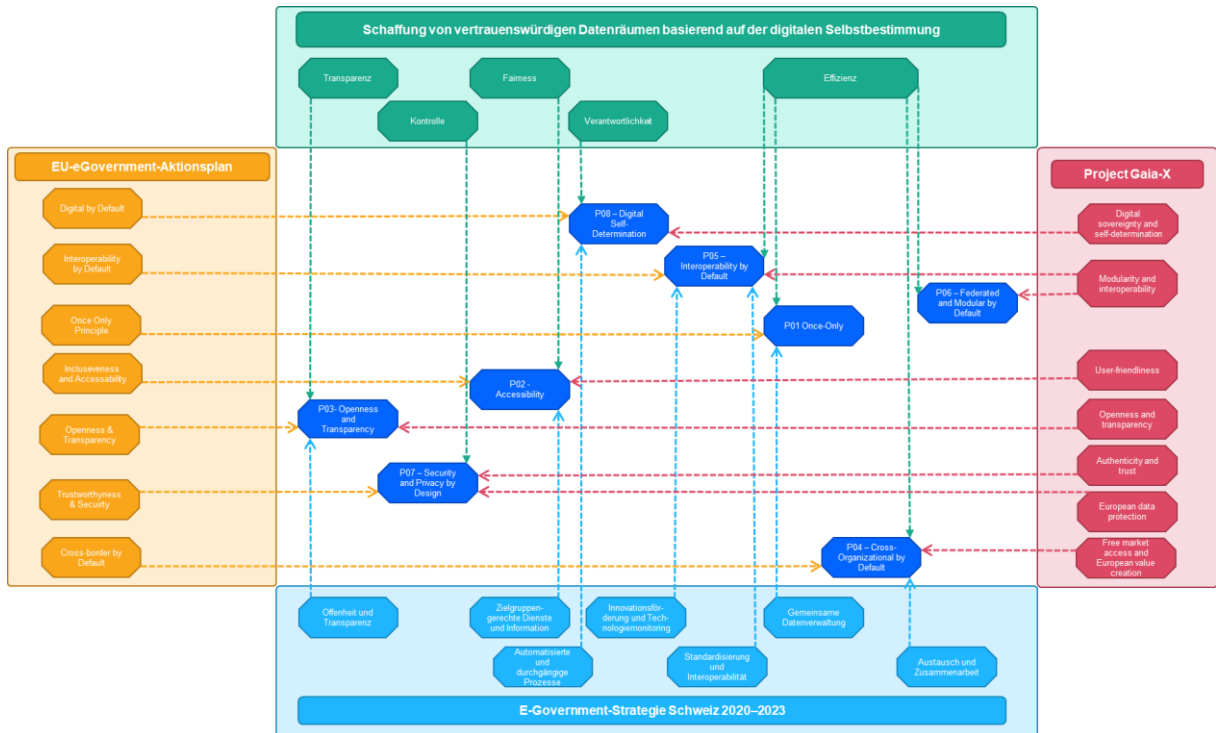 Schaffung von vertrauenswürdigen Datenräumen basierend auf der digitalen Selbstbestimmung
Transparenz
Fairness
Effizienz
Kontrolle
Verantwortlichkeit
EU-eGovernment-Aktionsplan
Digital by Default
Interoperability
by Default
Once Only
Principle
Incluseveness
and Accessability
Openness &
Transparency
Trustworthyness
& Security
Cross-border by
Default
P08 – Digital
Self-
Determination
P05 –
Interoperability by
Default
P06 – Federated
and Modular by
Default
P01 Once-Only
P02 -
Accessibility
P03- Openness
and
Transparency
P07 – Security
and Privacy by
Design
P04 – Cross-
Organizational by
Default
Project Gaia-X
Digital
sovereignty and
self-determination
Modularity and
interoperability
User-friendliness
Openness and
transparency
Authenticity and
trust
European data
protection
Free market
access and
European value
creation
Offenheit und
Transparenz
Zielgruppen-
gerechte Dienste
und Information
Innovationsför-
derung und Tech-
nologiemonitoring
Gemeinsame
Datenverwaltung
Automatisierte
und
durchgängige
Prozesse
Standardisierung
und
Interoperabilität
Austausch und
Zusammenarbeit
E-Government-Strategie Schweiz 2020–2023